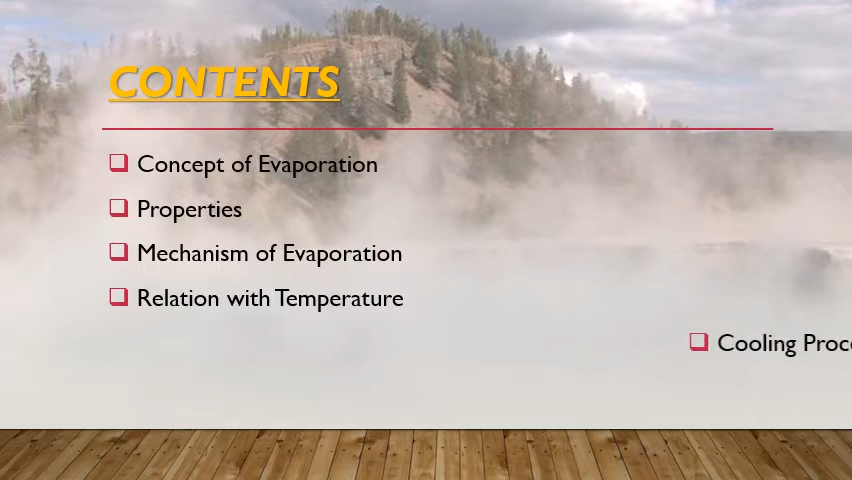 CONTENTS
Concept of Evaporation
Properties
Mechanism of Evaporation
Relation with Temperature
Cooling